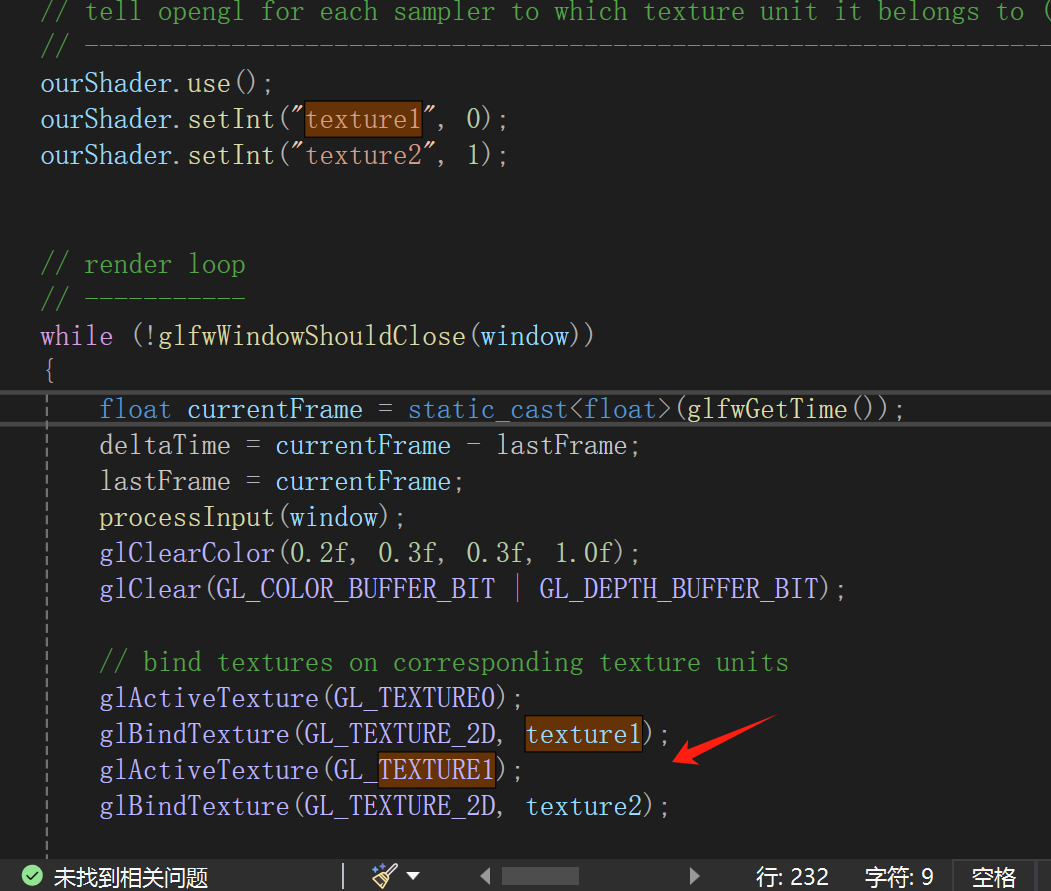 // tell opengl for each sampler to which texture unit it belongs to (
// ------------------------------------------------------------------
ourShader.use();
ourShader.setInt("texture1", 0);
ourShader.setInt("texture2", 1);
// render loop
// -----------
while (!glfwWindowShouldClose(window))
{
float currentFrame = static_cast<float>(glfwGetTime());
deltaTime = currentFrame - lastFrame;
lastFrame = currentFrame;
processInput(window);
glClearColor(0.2f, 0.3f, 0.3f, 1.0f);
glClear(GL_COLOR_BUFFER_BIT | GL_DEPTH_BUFFER_BIT);
// bind textures on corresponding texture units
glActiveTexture(GL_TEXTURE0);
glBindTexture(GL_TEXTURE_2D, texture1);
glActiveTexture(GL_TEXTURE1);
glBindTexture(GL_TEXTURE_2D, texture2);
未找到相关问题 行: 232 字符: 9 空格